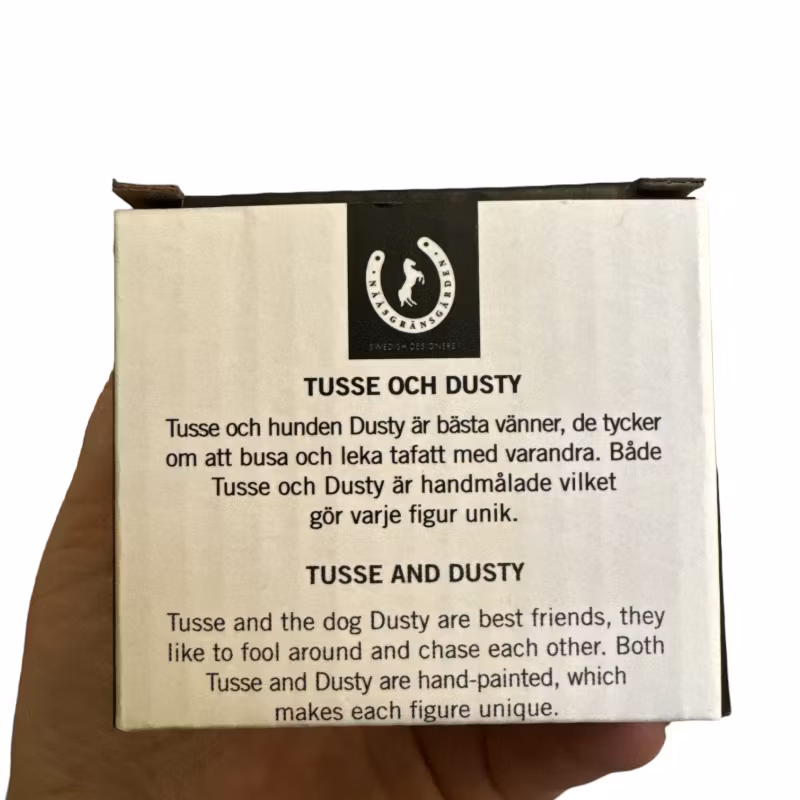 NÄÄSGRÄNSGÅRDEN
SWEDISH DESIGNERS
TUSSE OCH DUSTY
Tusse och hunden Dusty är bästa vänner, de tycker
om att busa och leka tafatt med varandra. Både
Tusse och Dusty är handmålade vilket
gör varje figur unik.
TUSSE AND DUSTY
Tusse and the dog Dusty are best friends, they
like to fool around and chase each other. Both
Tusse and Dusty are hand-painted, which
makes each figure unique.